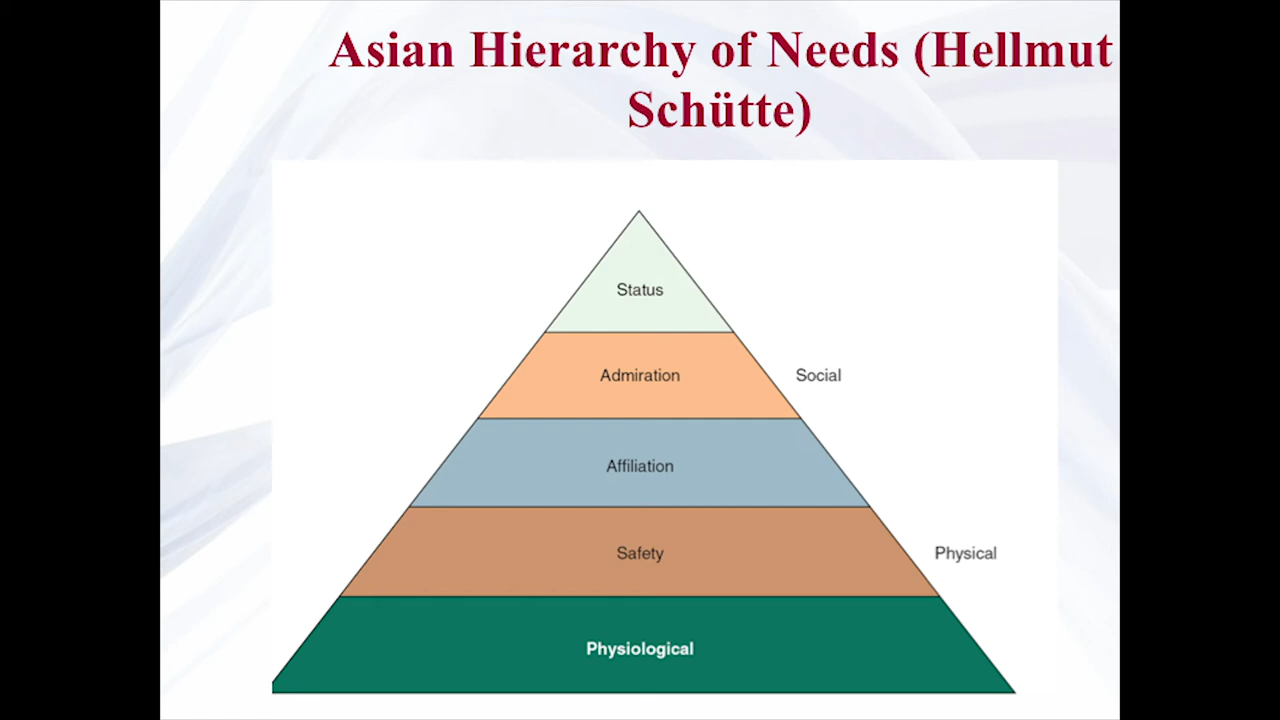 Asian Hierarchy of Needs (Hellmut
Schütte)
Status
Admiration
Social
Affiliation
Safety
Physical
Physiological